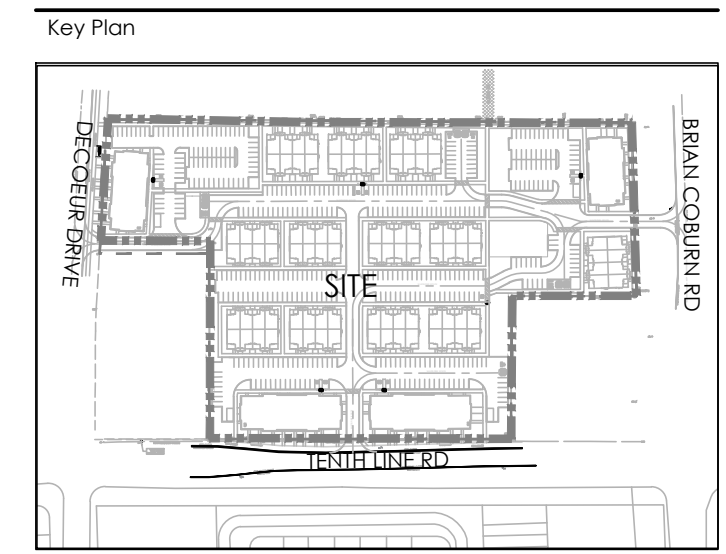 Key Plan
DECOEUR DRIVE
BRIAN COBURN RD
SITE
TENTH LINE RD